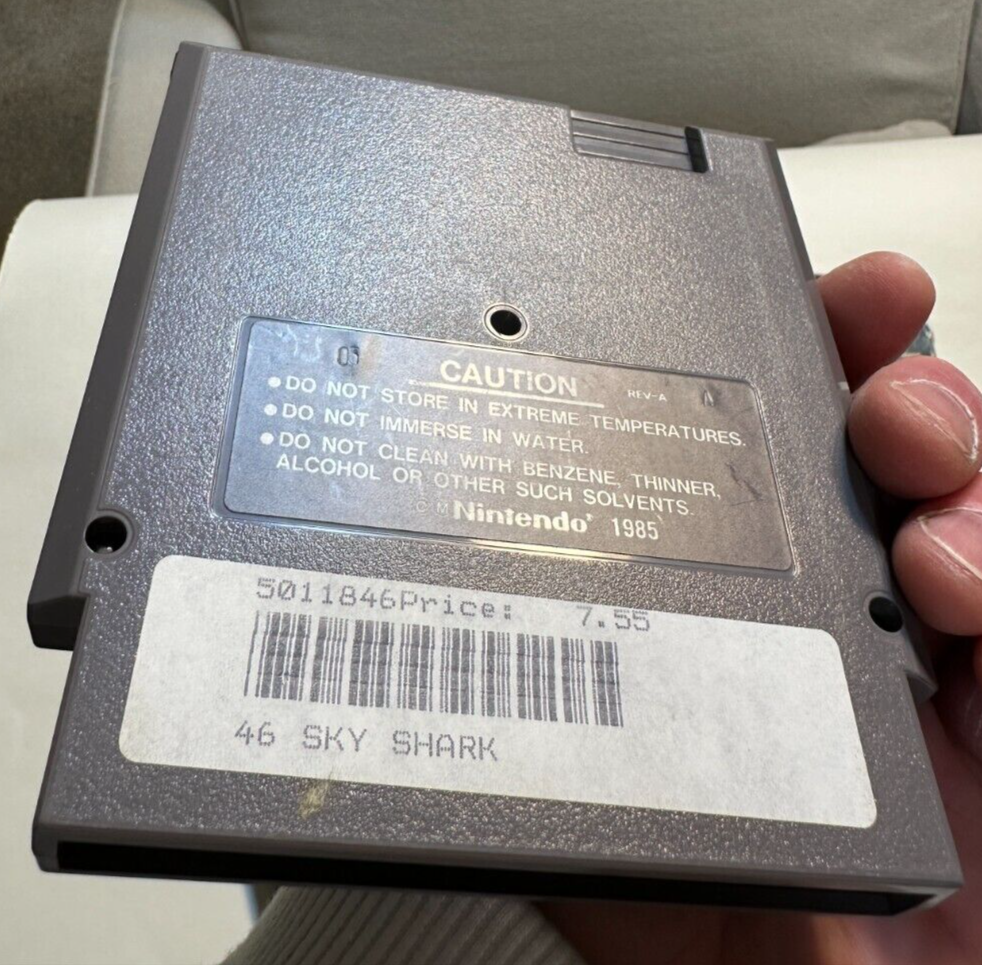 CAUTION
REV-A
●DO NOT STORE IN EXTREME TEMPERATURES.
●DO NOT IMMERSE IN WATER.
●DO NOT CLEAN WITH BENZENE, THINNER,
ALCOHOL OR OTHER SUCH SOLVENTS.
Nintendo 1985
5011846Price: 7.55
46 SKY SHARK